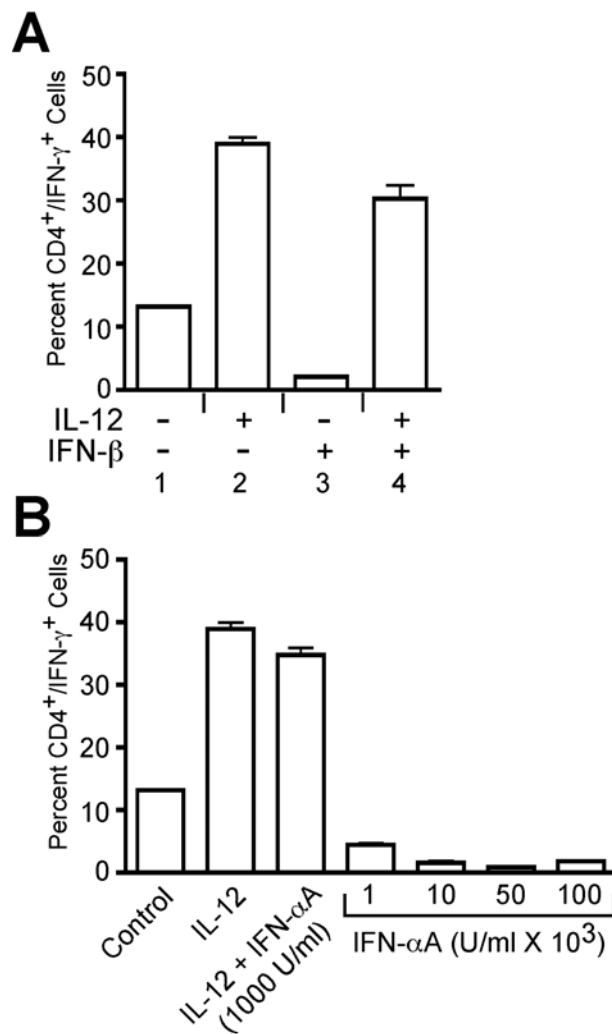 A
Percent CD4+/IFN-γ+ Cells
50
40
30
20
10
0
IL-12 - + - +
IFN-β - - + +
1 2 3 4
B
Percent CD4+/IFN-γ+ Cells
50
40
30
20
10
0
Control
IL-12
IL-12 + IFN-αA
(1000 U/ml)
1 10 50 100
IFN-αA (U/ml X 10³)